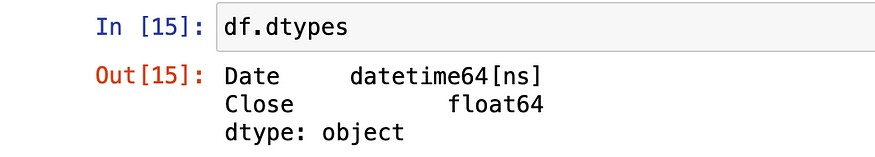 In [15]: df.dtypes
Out[15]: Date     datetime64[ns]
Close           float64
dtype: object